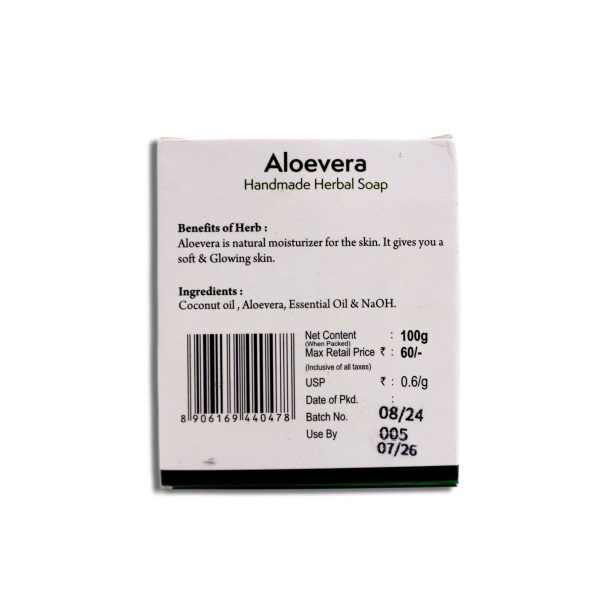 Aloevera
Handmade Herbal Soap
Benefits of Herb :
Aloevera is natural moisturizer for the skin. It gives you a
soft & Glowing skin.
Ingredients :
Coconut oil , Aloevera, Essential Oil & NaOH.
Net Content : 100g
(When Packed)
Max Retail Price ₹ : 60/-
(Inclusive of all taxes)
USP ₹ : 0.6/g
Date of Pkd. :
Batch No. 08/24
Use By 005
07/26
8 906169 440478